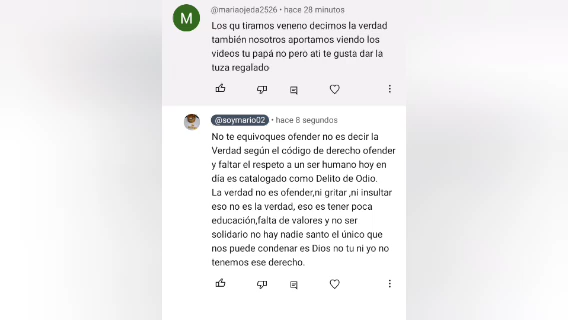 M
@mariaojeda2526 • hace 28 minutos
Los qu tiramos veneno decimos la verdad
también nosotros aportamos viendo los
videos tu papá no pero ati te gusta dar la
tuza regalado
@soymario02 • hace 8 segundos
No te equivoques ofender no es decir la
Verdad según el código de derecho ofender
y faltar el respeto a un ser humano hoy en
día es catalogado como Delito de Odio.
La verdad no es ofender,ni gritar ,ni insultar
eso no es la verdad, eso es tener poca
educación,falta de valores y no ser
solidario no hay nadie santo el único que
nos puede condenar es Dios no tu ni yo no
tenemos ese derecho.